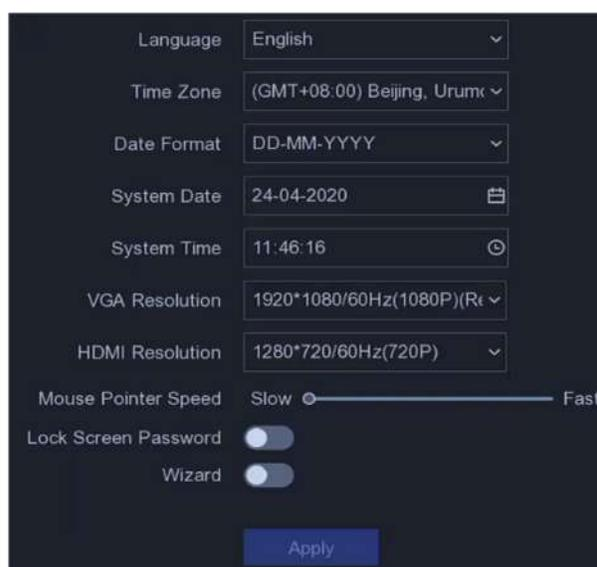 Language English
Time Zone (GMT+08:00) Beijing, Urum
Date Format DD-MM-YYYY
System Date 24-04-2020
System Time 11:46:16
VGA Resolution 1920*1080/60Hz(1080P)(Re
HDMI Resolution 1280*720/60Hz(720P)
Mouse Pointer Speed Slow Fast
Lock Screen Password
Wizard
Apply